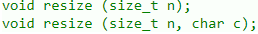 void resize (size_t n);
void resize (size_t n, char c);